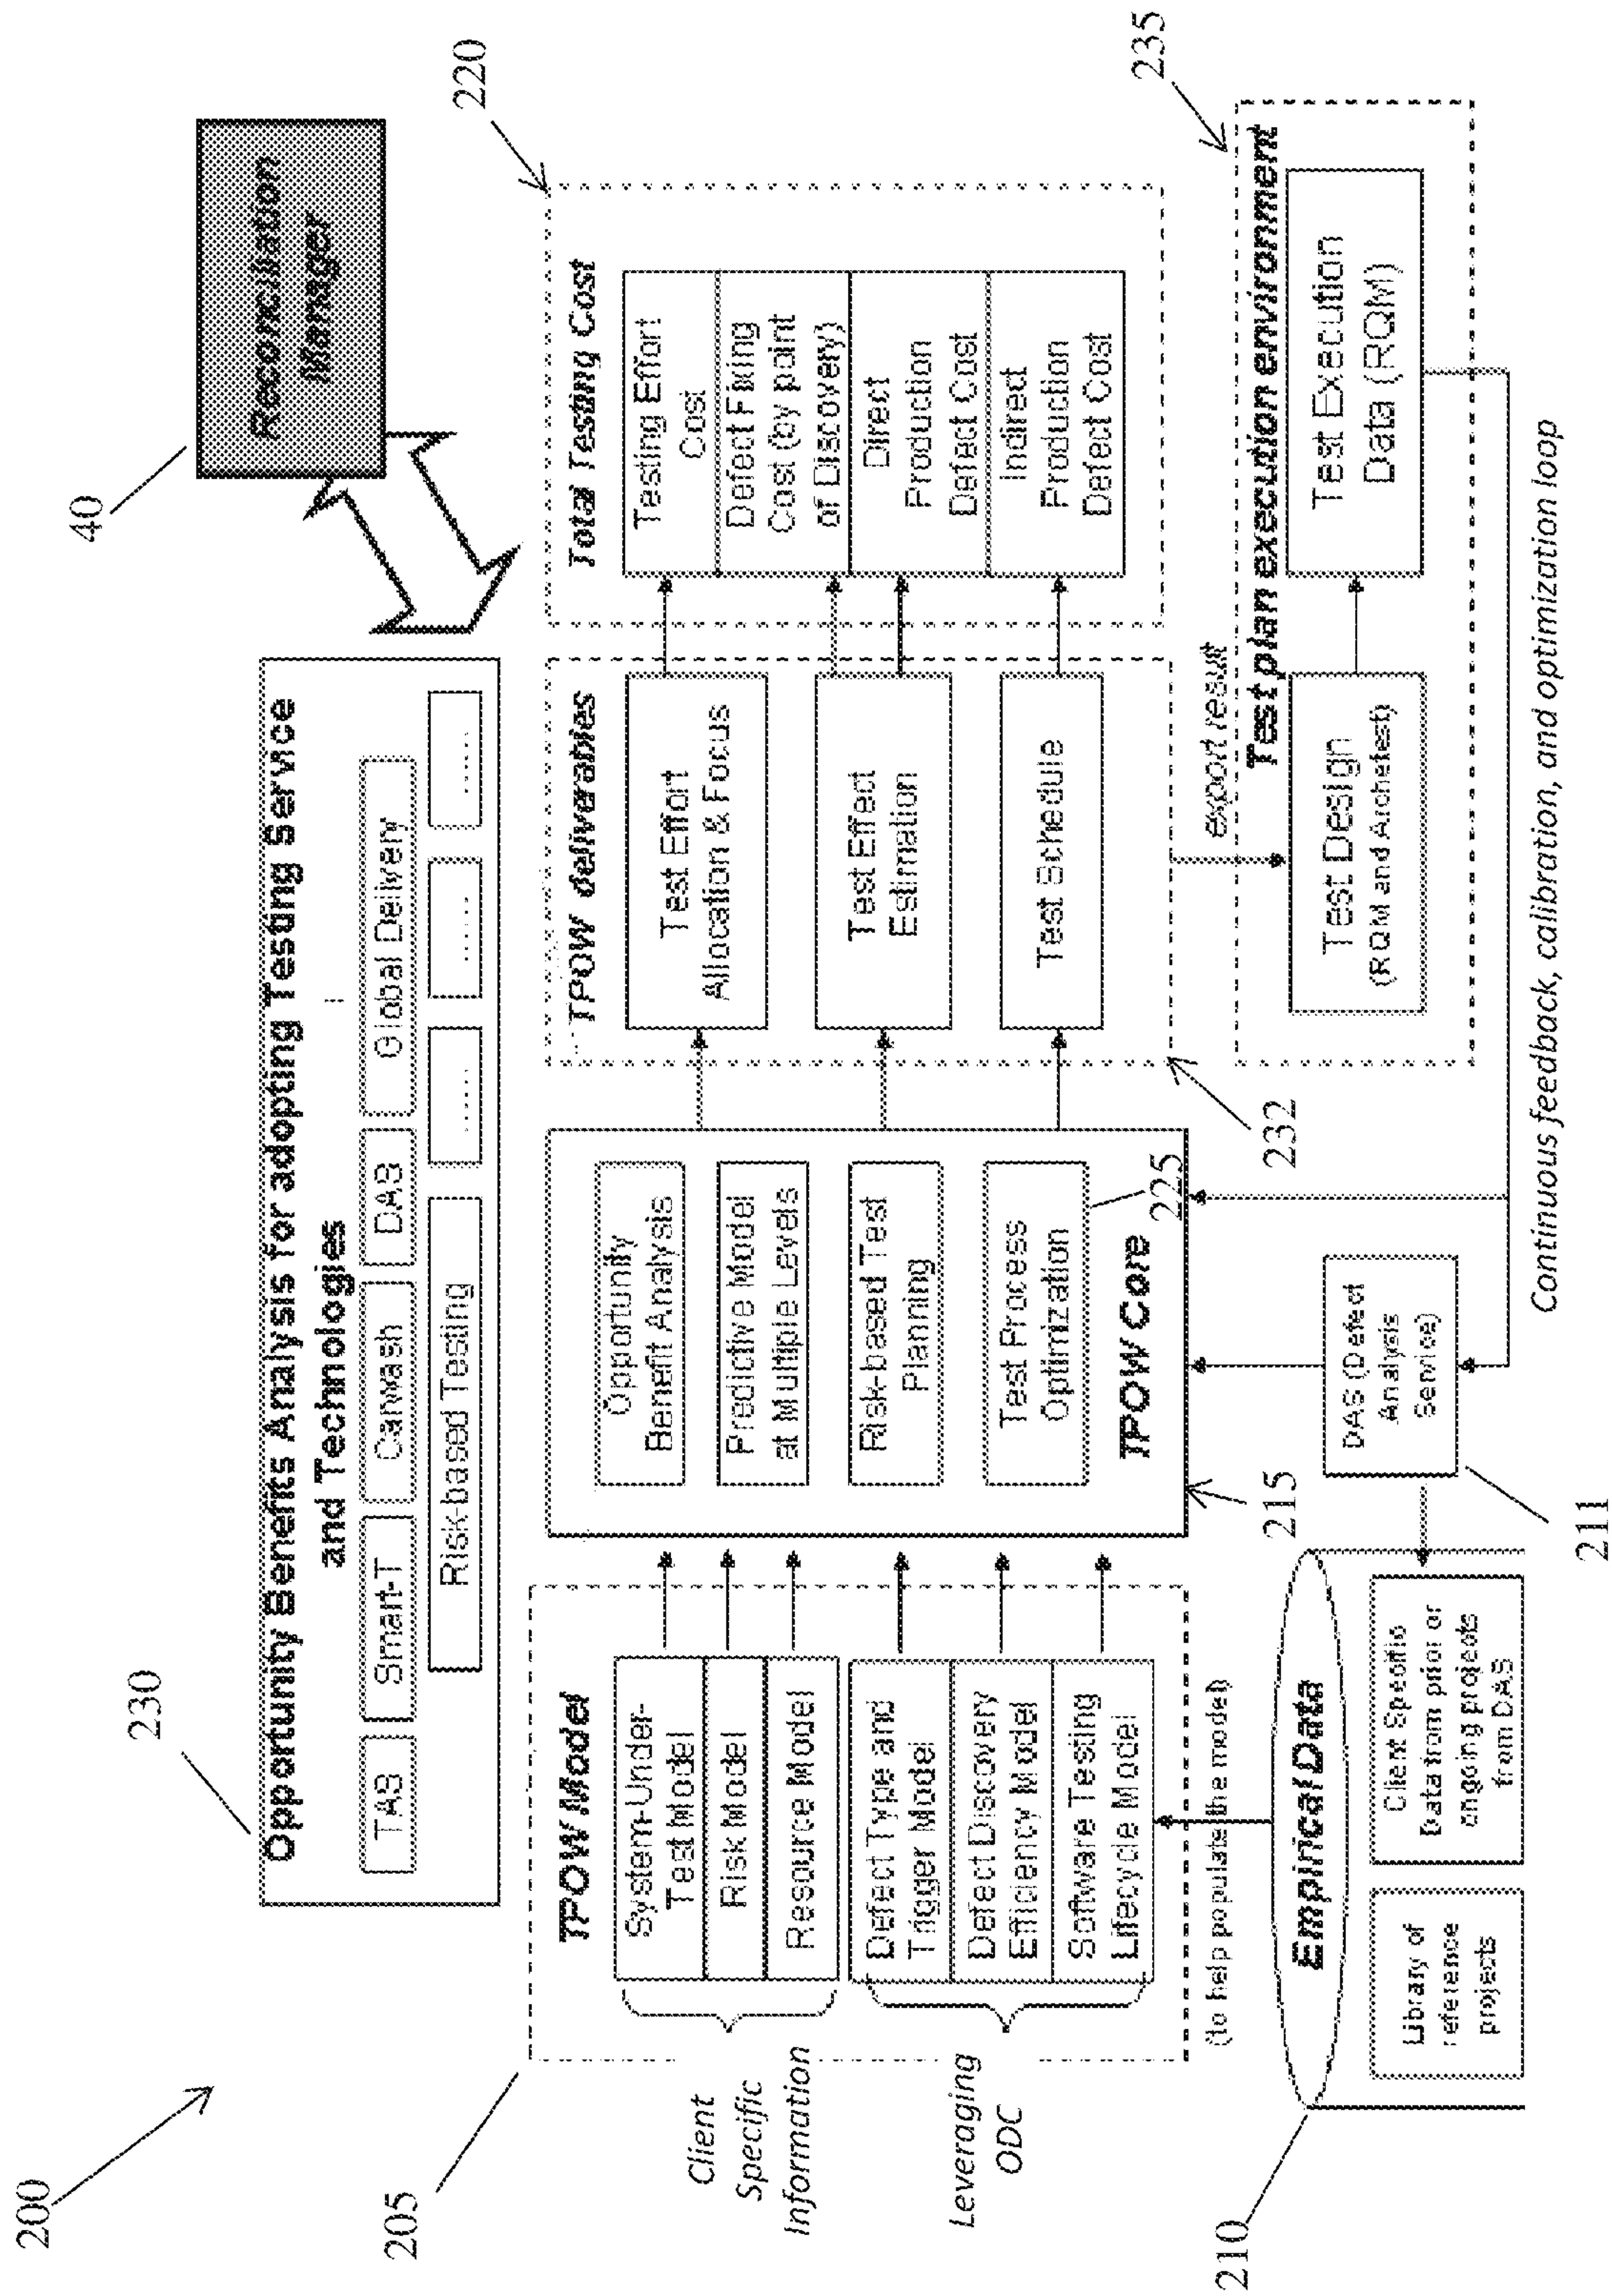 200
230
40
Opportunity Benefits Analysis for adopting Testing Service
and Technologies
TAS
Smart-T
Carwash
DAS
Global Delivery
Risk-based Testing
.....
.....
.....
Reconciliation
Manager
205
TPOW Model
System-Under-
Test Model
Risk Model
Resource Model
Defect Type and
Trigger Model
Defect Discovery
Efficiency Model
Software Testing
Lifecycle Model
Client
Specific
Information
Leveraging
ODC
Opportunity
Benefit Analysis
Predictive Model
at Multiple Levels
Risk-based Test
Planning
Test Process
Optimization
TPOW Core
225
215
TPOW deliverables
Test Effort
Allocation & Focus
Test Effect
Estimation
Test Schedule
232
220
Total Testing Cost
Testing Effort
Cost
Defect Fixing
Cost (by point
of Discovery)
Direct
Production
Defect Cost
Indirect
Production
Defect Cost
(to help populate the model)
210
Empirical Data
Library of
reference
projects
Client Specific
Data from prior or
ongoing projects
from DAS
DAS (Defect
Analysis
Service)
211
export result
235
Test plan execution environment
Test Design
(RQM and Archetest)
Test Execution
Data (RQM)
Continuous feedback, calibration, and optimization loop